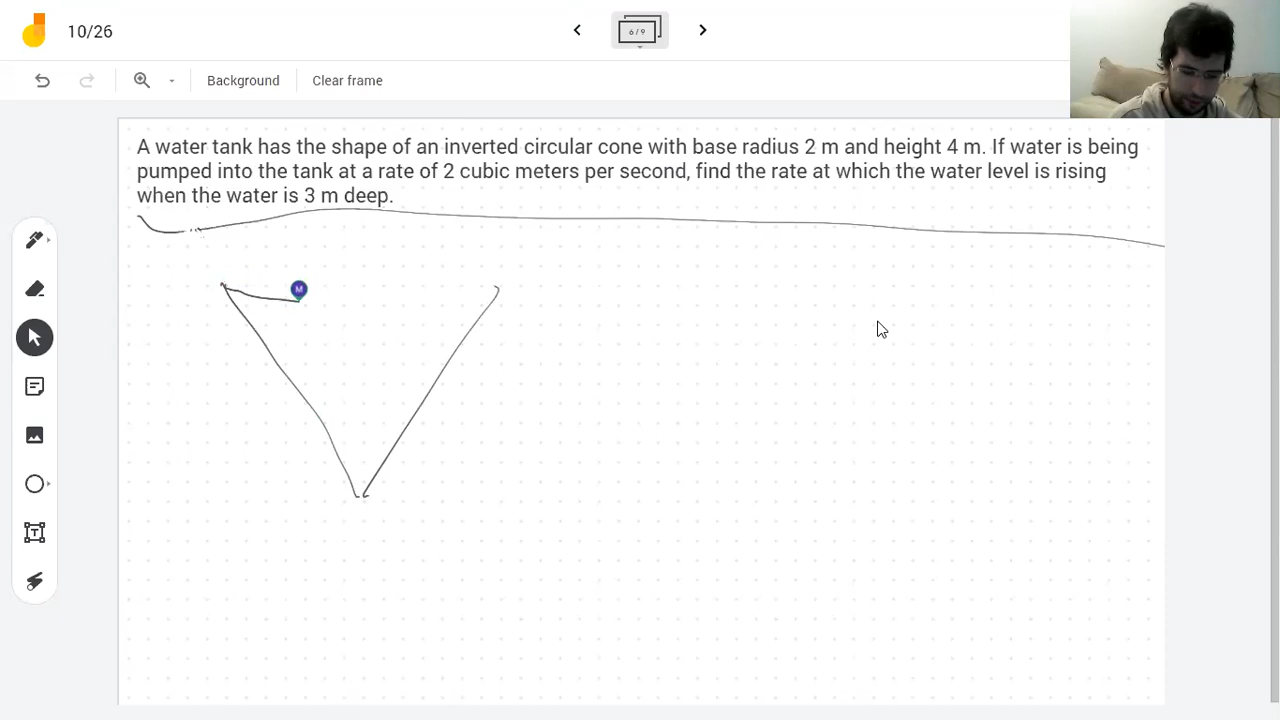 10/26
6 / 9
Background
Clear frame
A water tank has the shape of an inverted circular cone with base radius 2 m and height 4 m. If water is being
pumped into the tank at a rate of 2 cubic meters per second, find the rate at which the water level is rising
when the water is 3 m deep.
M
T